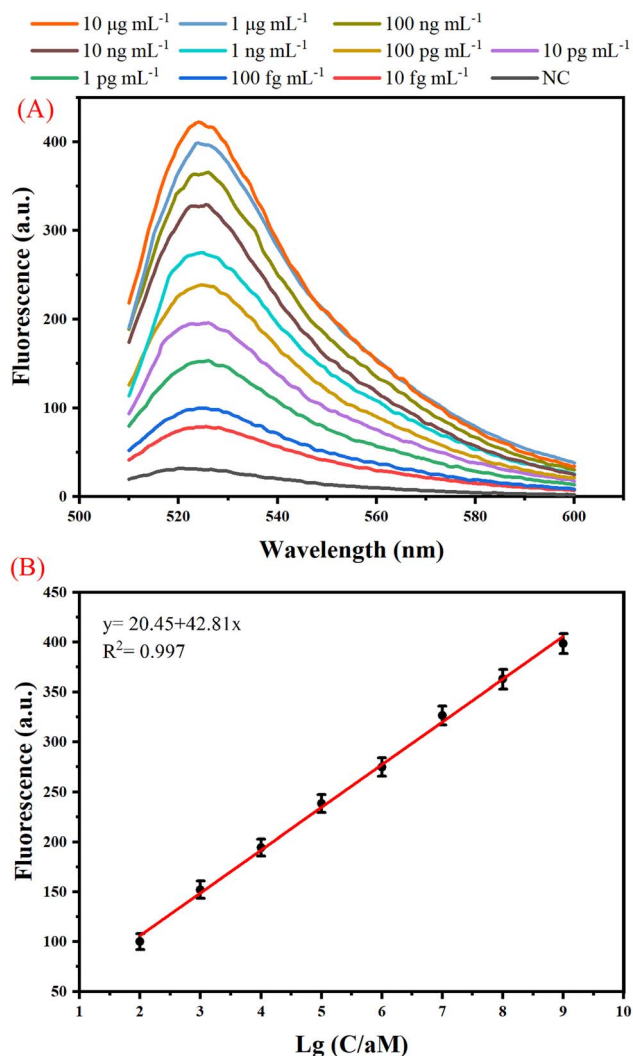 10 μg mL⁻¹ 1 μg mL⁻¹ 100 ng mL⁻¹
10 ng mL⁻¹ 1 ng mL⁻¹ 100 pg mL⁻¹ 10 pg mL⁻¹
1 pg mL⁻¹ 100 fg mL⁻¹ 10 fg mL⁻¹ NC
(A)
400
300
200
100
0
Fluorescence (a.u.)
500 520 540 560 580 600
Wavelength (nm)
(B)
450
400
350
300
250
200
150
100
50
Fluorescence (a.u.)
y= 20.45+42.81x
R²= 0.997
1 2 3 4 5 6 7 8 9 10
Lg (C/aM)